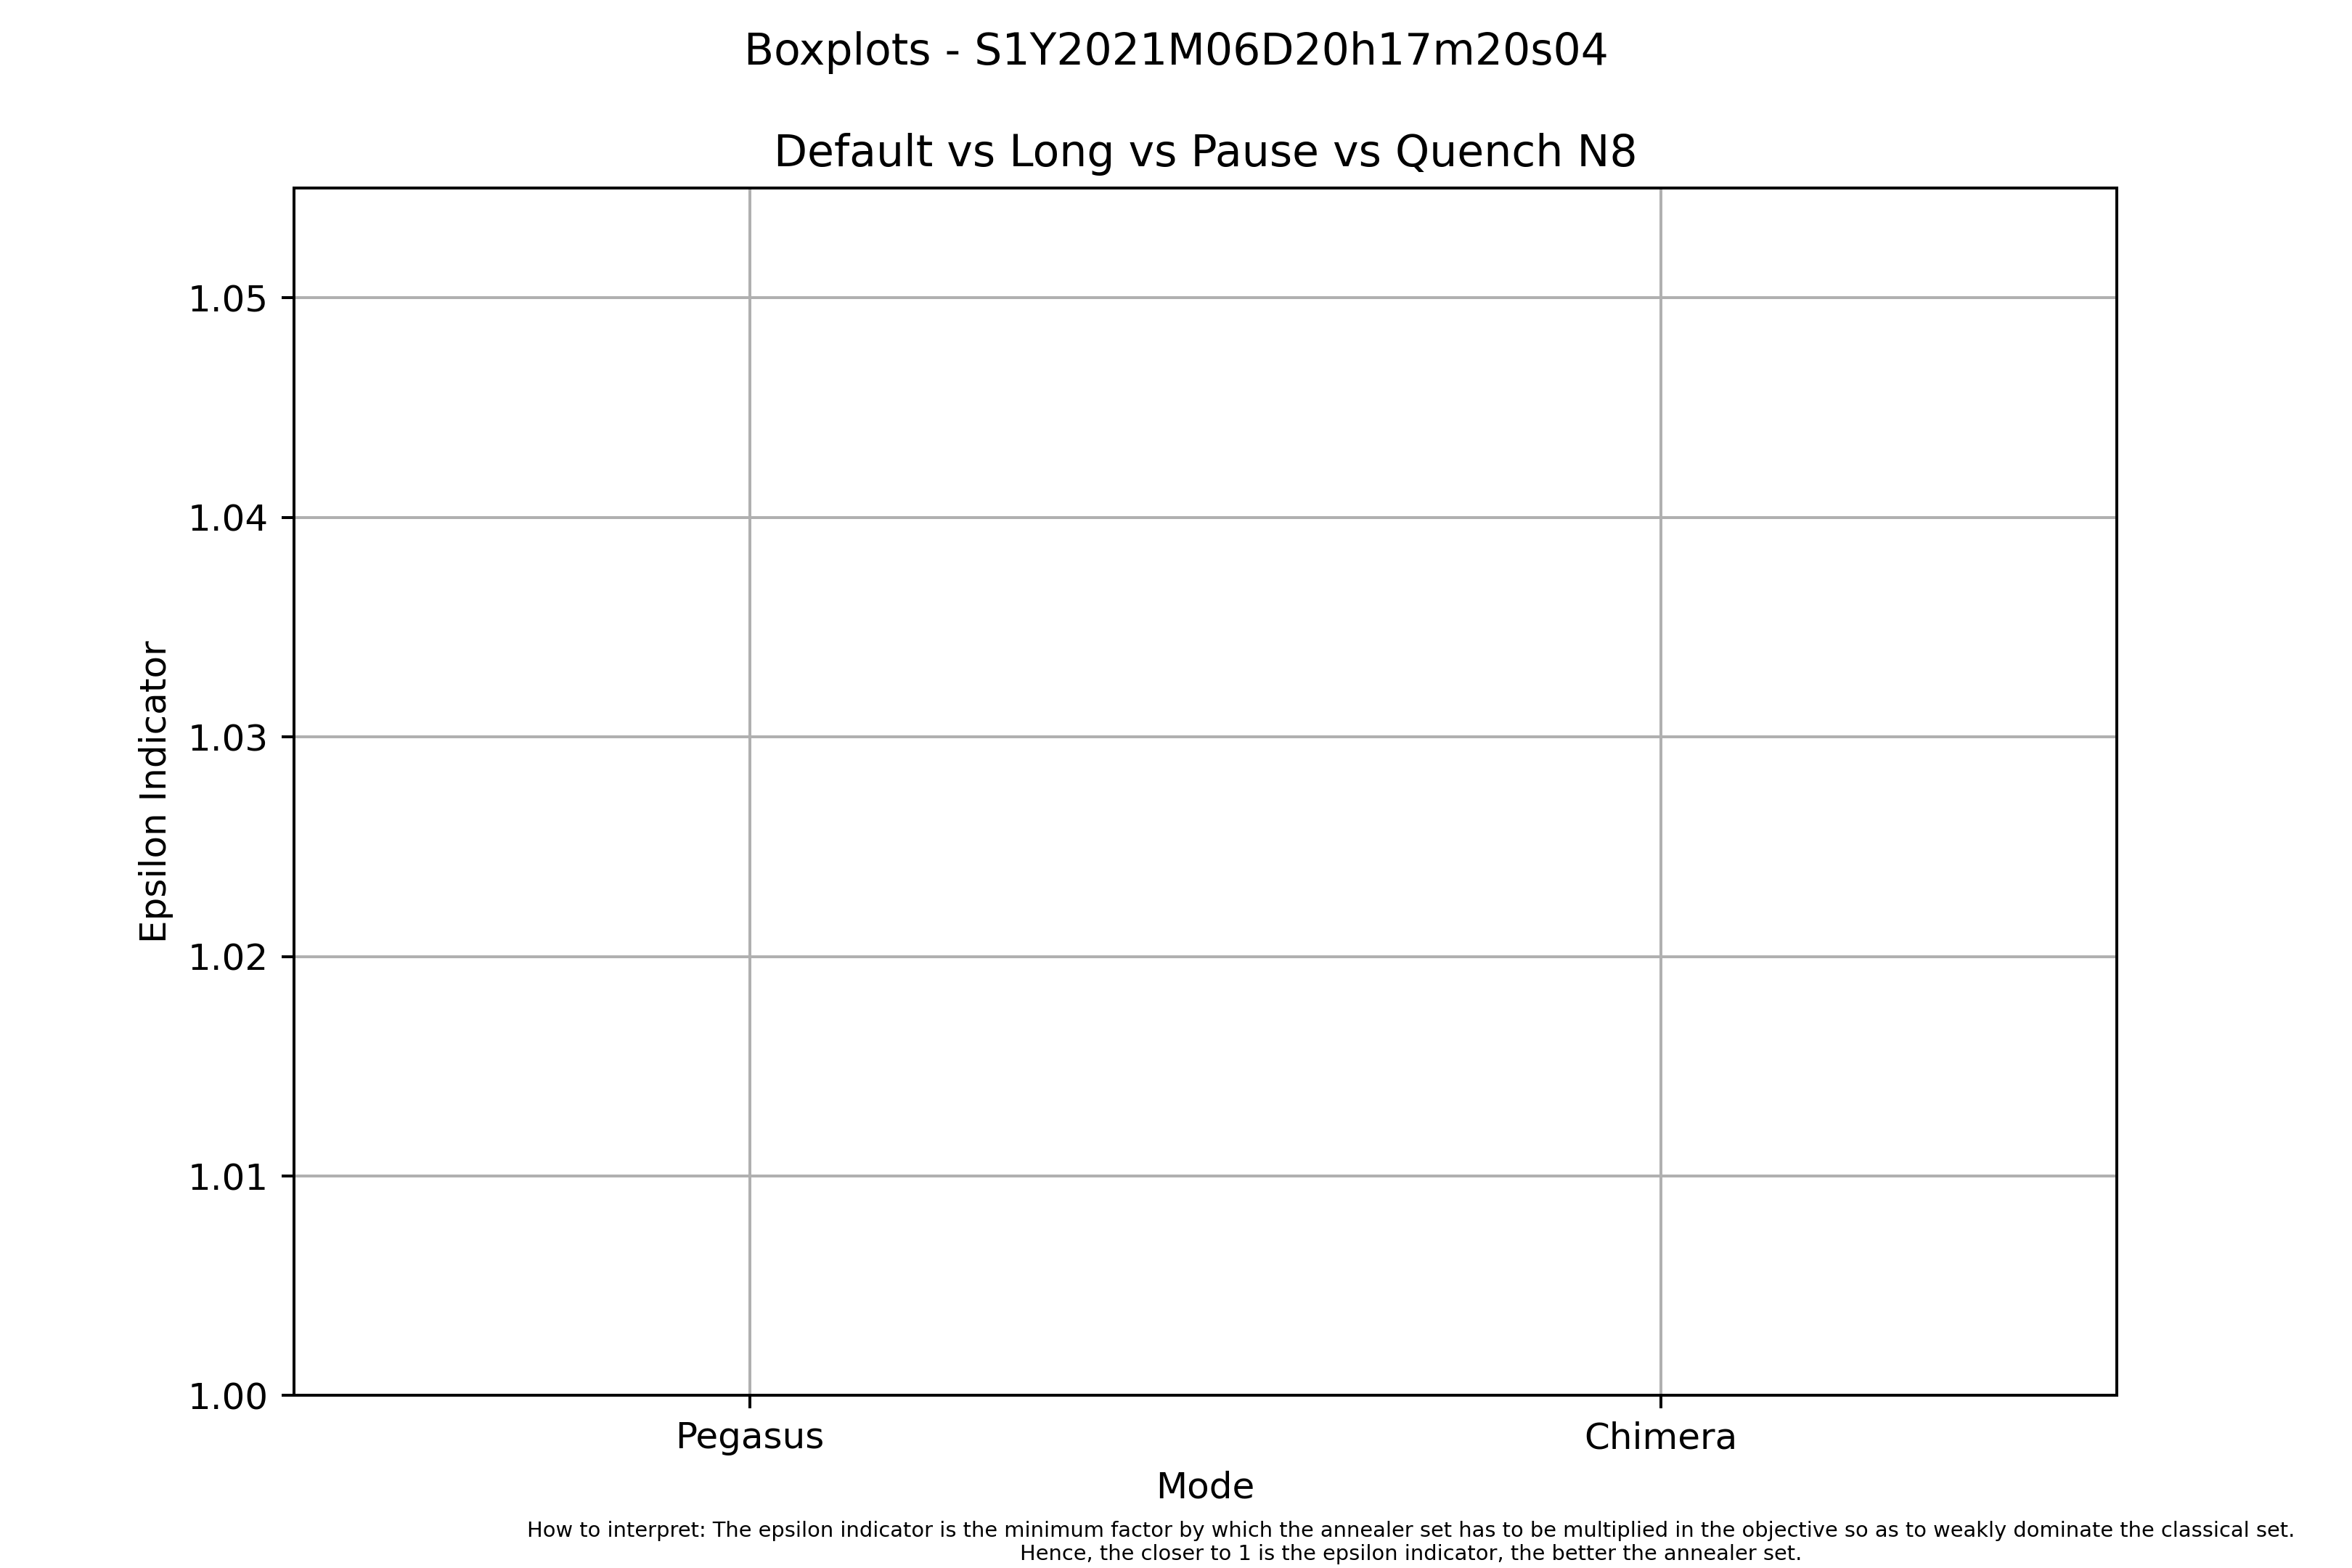 Boxplots - S1Y2021M06D20h17m20s04
Default vs Long vs Pause vs Quench N8
Epsilon Indicator
1.05
1.04
1.03
1.02
1.01
1.00
Pegasus
Chimera
Mode
How to interpret: The epsilon indicator is the minimum factor by which the annealer set has to be multiplied in the objective so as to weakly dominate the classical set.
Hence, the closer to 1 is the epsilon indicator, the better the annealer set.